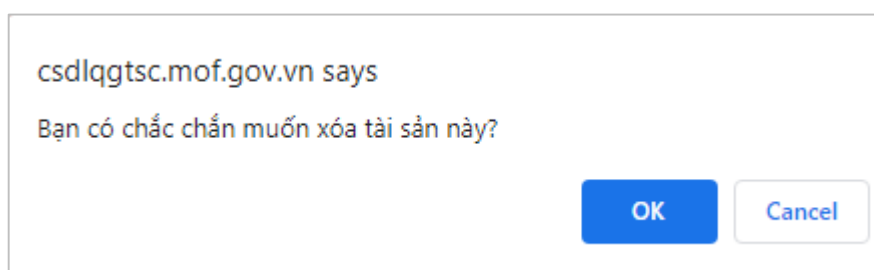 csdlqgtsc.mof.gov.vn says
Bạn có chắc chắn muốn xóa tài sản này?
OK Cancel